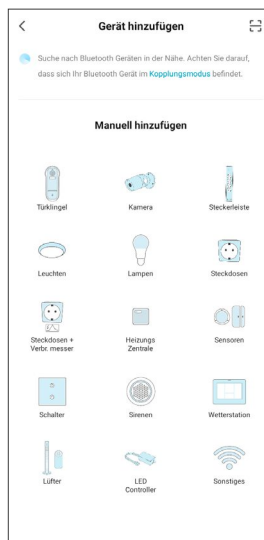 Gerät hinzufügen
Suche nach Bluetooth Geräten in der Nähe. Achten Sie darauf,
dass sich Ihr Bluetooth Gerät im Kopplungsmodus befindet.
Manuell hinzufügen
Türklingel
Kamera
Steckerleiste
Leuchten
Lampen
Steckdosen
Steckdosen +
Verbr. messer
Heizungs
Zentrale
Sensoren
Schalter
Sirenen
Wetterstation
Lüfter
LED
Controller
Sonstiges